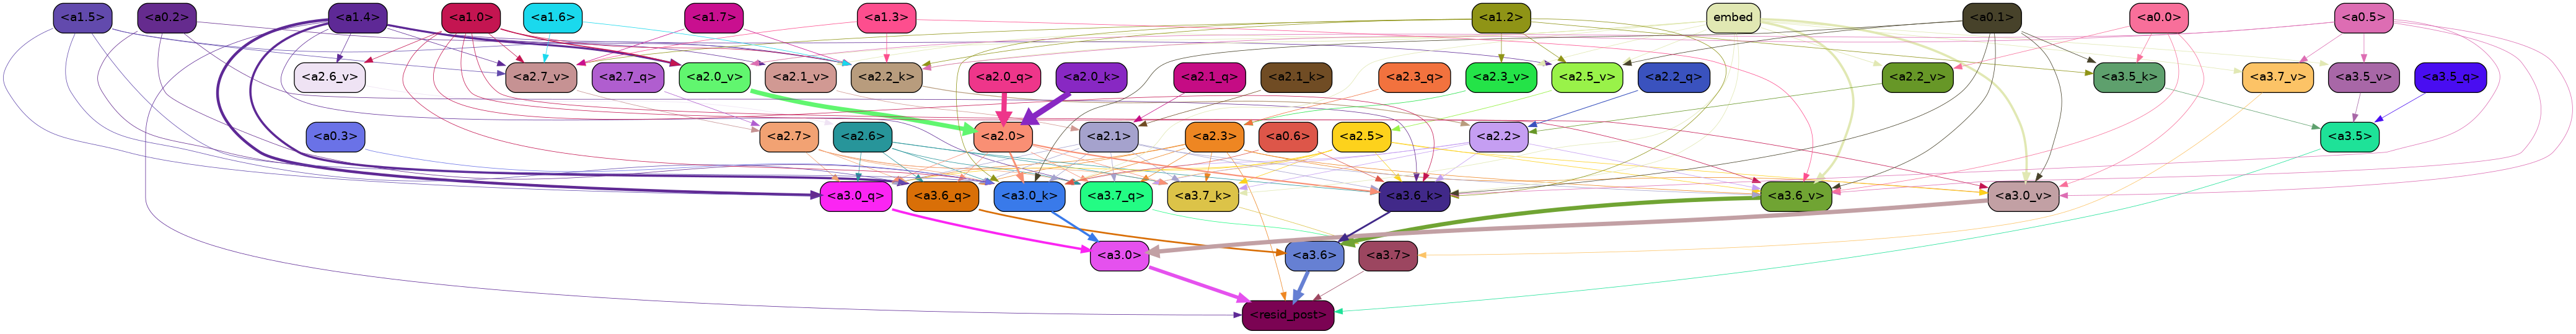 <a1.5> <a0.2> <a1.4> <a1.0> <a1.6> <a1.7> <a1.3> <a1.2> embed <a0.1> <a0.0> <a0.5>
<a2.6_v> <a2.7_v> <a2.7_q> <a2.0_v> <a2.1_v> <a2.2_k> <a2.0_q> <a2.0_k> <a2.1_q> <a2.1_k> <a2.3_q> <a2.3_v> <a2.5_v> <a2.2_q> <a2.2_v> <a3.5_k> <a3.7_v> <a3.5_v> <a3.5_q>
<a0.3> <a2.7> <a2.6> <a2.0> <a2.1> <a2.3> <a0.6> <a2.5> <a2.2> <a3.5>
<a3.0_q> <a3.6_q> <a3.0_k> <a3.7_q> <a3.7_k> <a3.6_k> <a3.6_v> <a3.0_v>
<a3.0> <a3.6> <a3.7>
<resid_post>